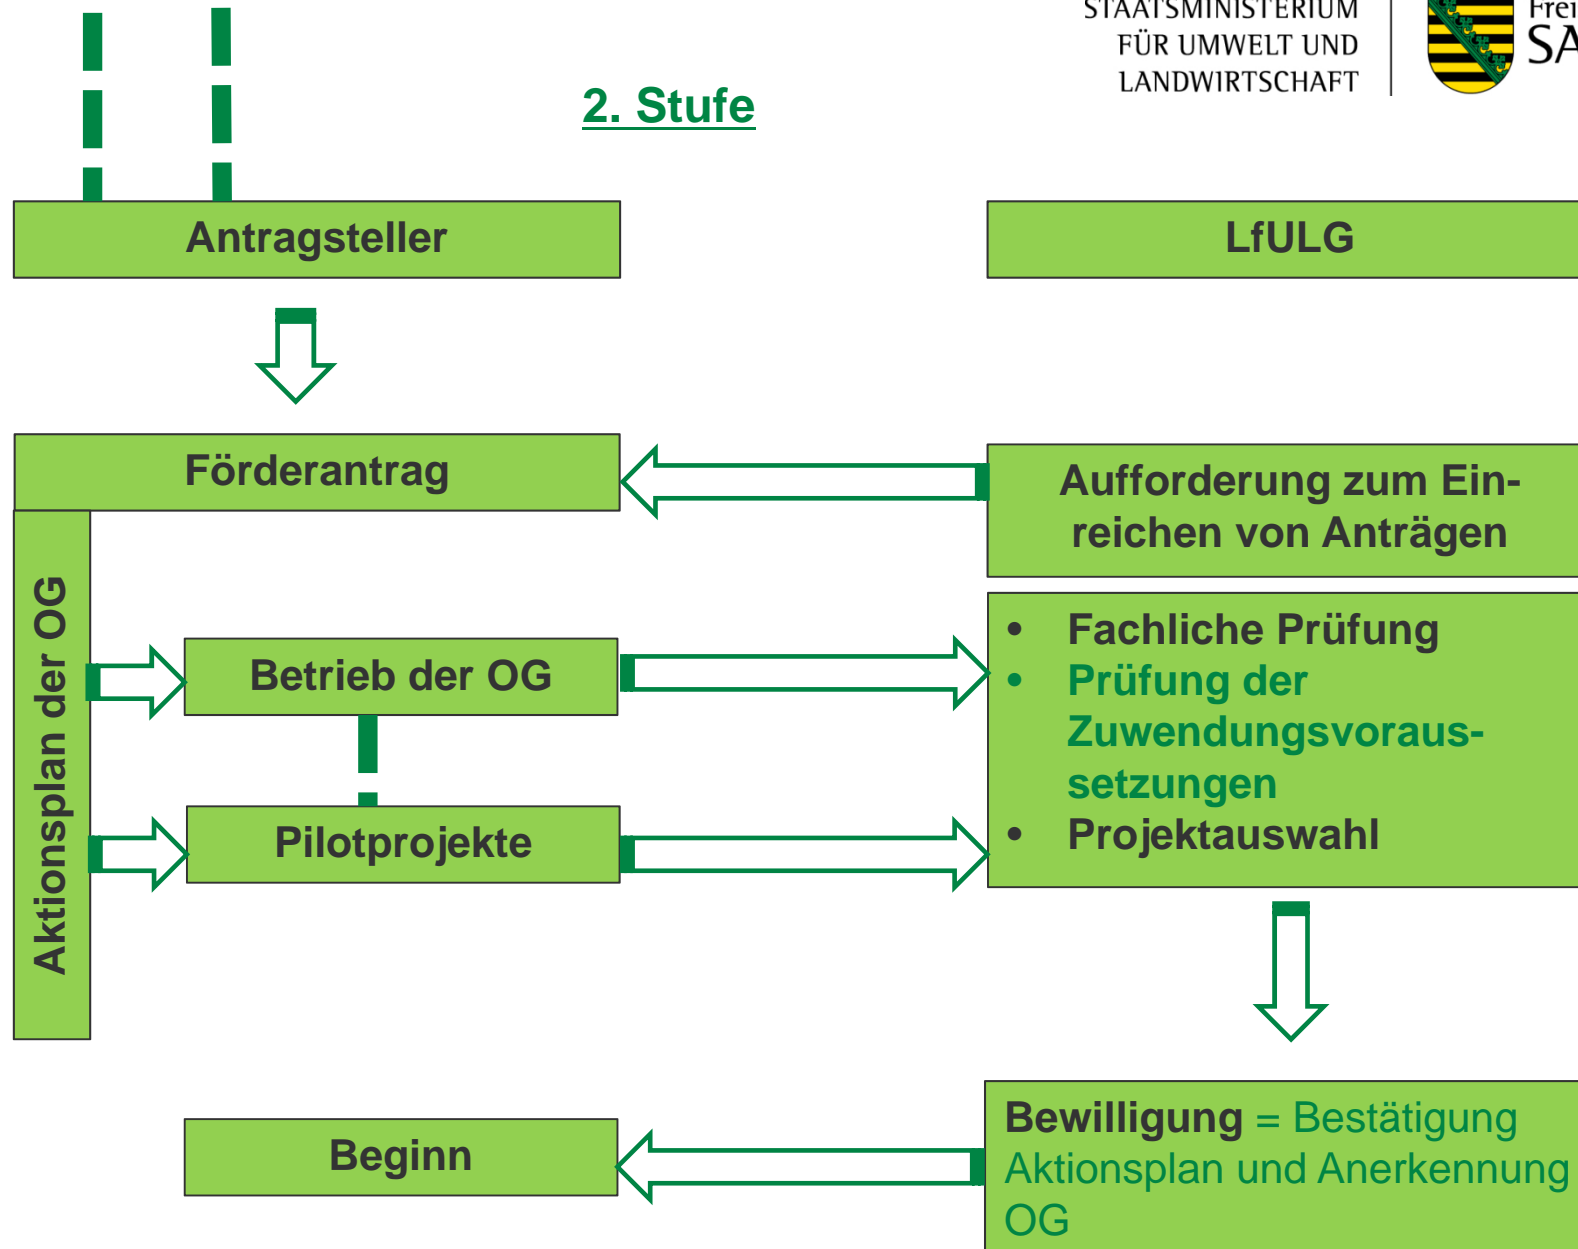 STAATSMINISTERIUM
FÜR UMWELT UND
LANDWIRTSCHAFT
SA
2. Stufe
Antragsteller
LfULG
Förderantrag
Aufforderung zum Ein-
reichen von Anträgen
Aktionsplan der OG
Betrieb der OG
Pilotprojekte
• Fachliche Prüfung
• Prüfung der
Zuwendungsvoraus-
setzungen
• Projektauswahl
Beginn
Bewilligung = Bestätigung
Aktionsplan und Anerkennung
OG